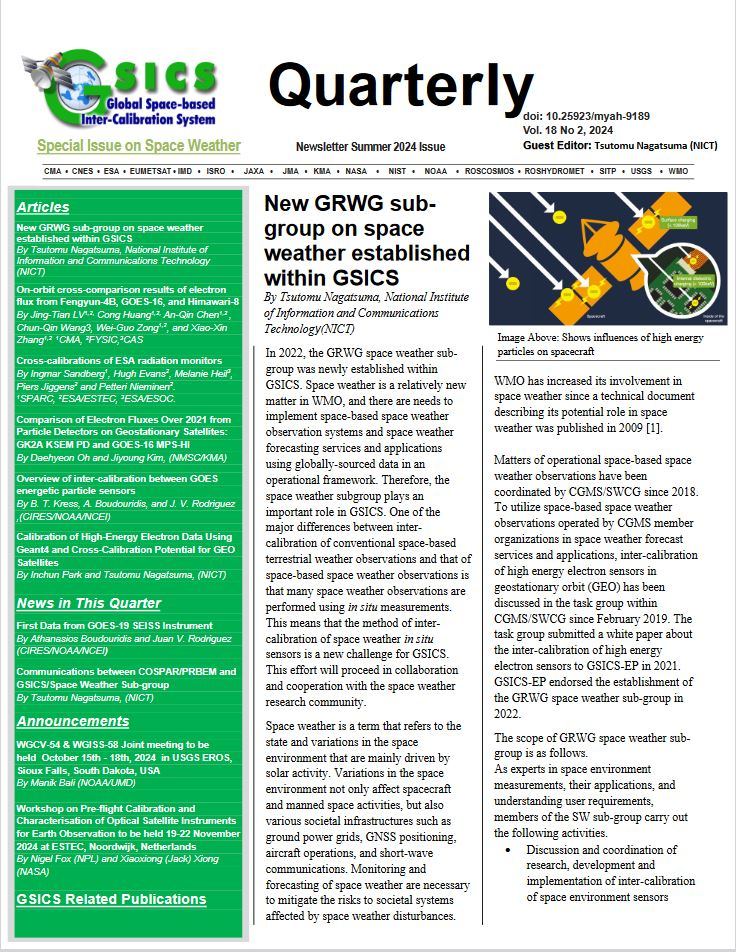 GSICS
Global Space-based
Inter-Calibration System
Quarterly
doi: 10.25923/myah-9189
Vol. 18 No 2, 2024
Special Issue on Space Weather
Newsletter Summer 2024 Issue
Guest Editor: Tsutomu Nagatsuma (NICT)
CMA • CNES • ESA • EUMETSAT • IMD • ISRO • JAXA • JMA • KMA • NASA • NIST • NOAA • ROSCOSMOS • ROSHYDROMET • SITP • USGS • WMO
Articles
New GRWG sub-group on space weather
established within GSICS
By Tsutomu Nagatsuma, National Institute of
Information and Communications Technology
(NICT)
On-orbit cross-comparison results of electron
flux from Fengyun-4B, GOES-16, and Himawari-8
By Jing-Tian LV¹·², Cong Huang¹·², An-Qin Chen¹·²,
Chun-Qin Wang3, Wei-Guo Zong¹·², and Xiao-Xin
Zhang¹·² ¹CMA, ²FYSIC,³CAS
Cross-calibrations of ESA radiation monitors
By Ingmar Sandberg¹, Hugh Evans², Melanie Heil³,
Piers Jiggens² and Petteri Nieminen².
¹SPARC, ²ESA/ESTEC, ³ESA/ESOC.
Comparison of Electron Fluxes Over 2021 from
Particle Detectors on Geostationary Satellites:
GK2A KSEM PD and GOES-16 MPS-HI
By Daehyeon Oh and Jiyoung Kim, (NMSC/KMA)
Overview of inter-calibration between GOES
energetic particle sensors
By B. T. Kress, A. Boudouridis, and J. V. Rodriguez
,(CIRES/NOAA/NCEI)
Calibration of High-Energy Electron Data Using
Geant4 and Cross-Calibration Potential for GEO
Satellites
By Inchun Park and Tsutomu Nagatsuma, (NICT)
News in This Quarter
First Data from GOES-19 SEISS Instrument
By Athanasios Boudouridis and Juan V. Rodriguez
(CIRES/NOAA/NCEI)
Communications between COSPAR/PRBEM and
GSICS/Space Weather Sub-group
By Tsutomu Nagatsuma, (NICT)
Announcements
WGCV-54 & WGISS-58 Joint meeting to be
held October 15th - 18th, 2024 in USGS EROS,
Sioux Falls, South Dakota, USA
By Manik Bali (NOAA/UMD)
Workshop on Pre-flight Calibration and
Characterisation of Optical Satellite Instruments
for Earth Observation to be held 19-22 November
2024 at ESTEC, Noordwijk, Netherlands
By Nigel Fox (NPL) and Xiaoxiong (Jack) Xiong
(NASA)
GSICS Related Publications
New GRWG sub-
group on space
weather established
within GSICS
By Tsutomu Nagatsuma, National Institute
of Information and Communications
Technology(NICT)
In 2022, the GRWG space weather sub-
group was newly established within
GSICS. Space weather is a relatively new
matter in WMO, and there are needs to
implement space-based space weather
observation systems and space weather
forecasting services and applications
using globally-sourced data in an
operational framework. Therefore, the
space weather subgroup plays an
important role in GSICS. One of the
major differences between inter-
calibration of conventional space-based
terrestrial weather observations and that of
space-based space weather observations is
that many space weather observations are
performed using in situ measurements.
This means that the method of inter-
calibration of space weather in situ
sensors is a new challenge for GSICS.
This effort will proceed in collaboration
and cooperation with the space weather
research community.
Space weather is a term that refers to the
state and variations in the space
environment that are mainly driven by
solar activity. Variations in the space
environment not only affect spacecraft
and manned space activities, but also
various societal infrastructures such as
ground power grids, GNSS positioning,
aircraft operations, and short-wave
communications. Monitoring and
forecasting of space weather are necessary
to mitigate the risks to societal systems
affected by space weather disturbances.
Surface charging
(< 100keV)
Internal dielectric
charging (> 100keV)
Spacecraft
Inside of the
spacecraft
Image Above: Shows influences of high energy
particles on spacecraft
WMO has increased its involvement in
space weather since a technical document
describing its potential role in space
weather was published in 2009 [1].
Matters of operational space-based space
weather observations have been
coordinated by CGMS/SWCG since 2018.
To utilize space-based space weather
observations operated by CGMS member
organizations in space weather forecast
services and applications, inter-calibration
of high energy electron sensors in
geostationary orbit (GEO) has been
discussed in the task group within
CGMS/SWCG since February 2019. The
task group submitted a white paper about
the inter-calibration of high energy
electron sensors to GSICS-EP in 2021.
GSICS-EP endorsed the establishment of
the GRWG space weather sub-group in
2022.
The scope of GRWG space weather sub-
group is as follows.
As experts in space environment
measurements, their applications, and
understanding user requirements,
members of the SW sub-group carry out
the following activities.
• Discussion and coordination of
research, development and
implementation of inter-calibration
of space environment sensors